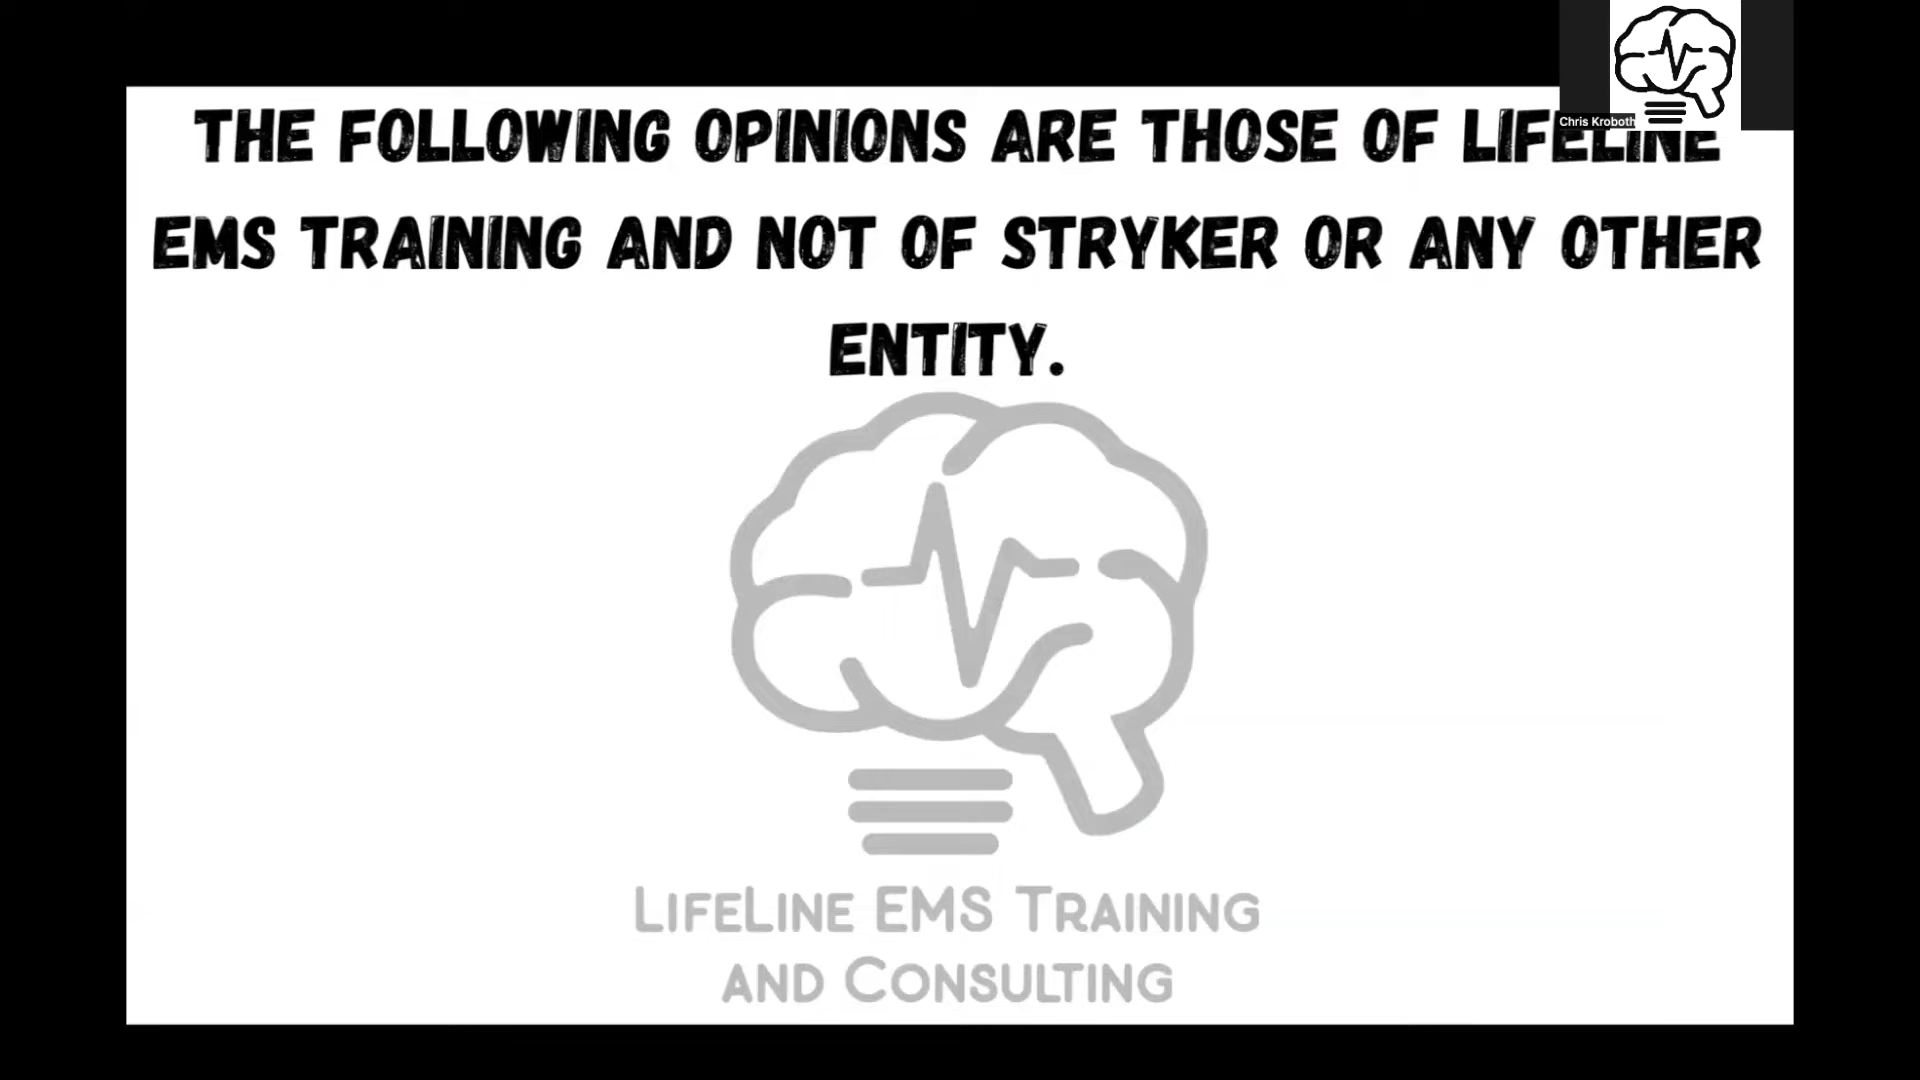 THE FOLLOWING OPINIONS ARE THOSE OF LIFELINE
EMS TRAINING AND NOT OF STRYKER OR ANY OTHER
ENTITY.
Chris Kroboth
LIFELINE EMS TRAINING
AND CONSULTING